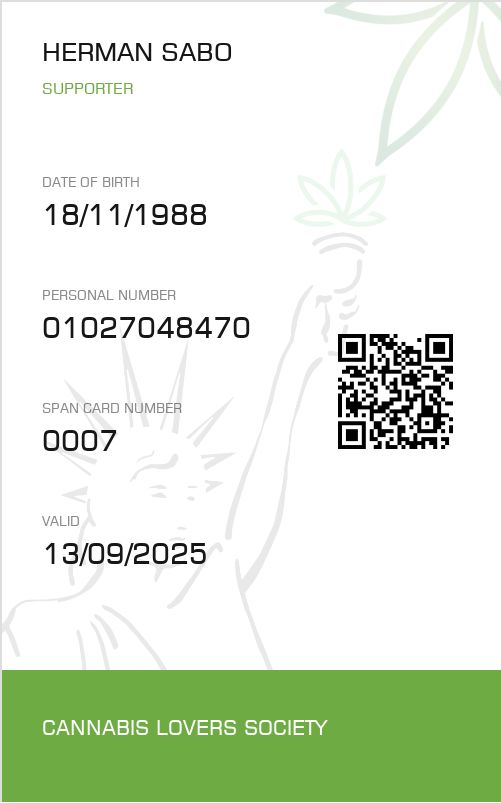 HERMAN SABO
SUPPORTER
DATE OF BIRTH
18/11/1988
PERSONAL NUMBER
01027048470
SPAN CARD NUMBER
0007
VALID
13/09/2025
CANNABIS LOVERS SOCIETY